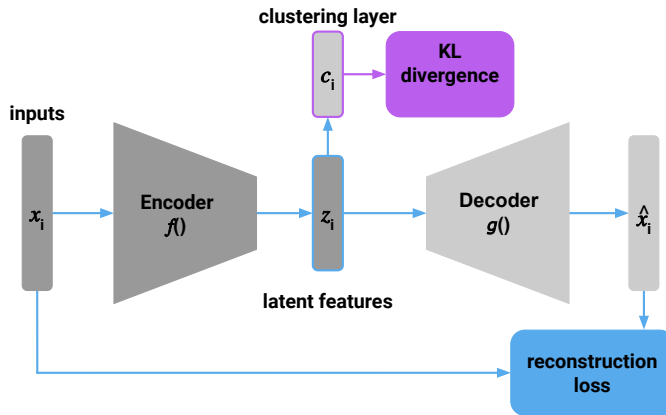 clustering layer
c_i
KL
divergence
inputs
x_i
Encoder
f()
z_i
Decoder
g()
x̂_i
latent features
reconstruction
loss